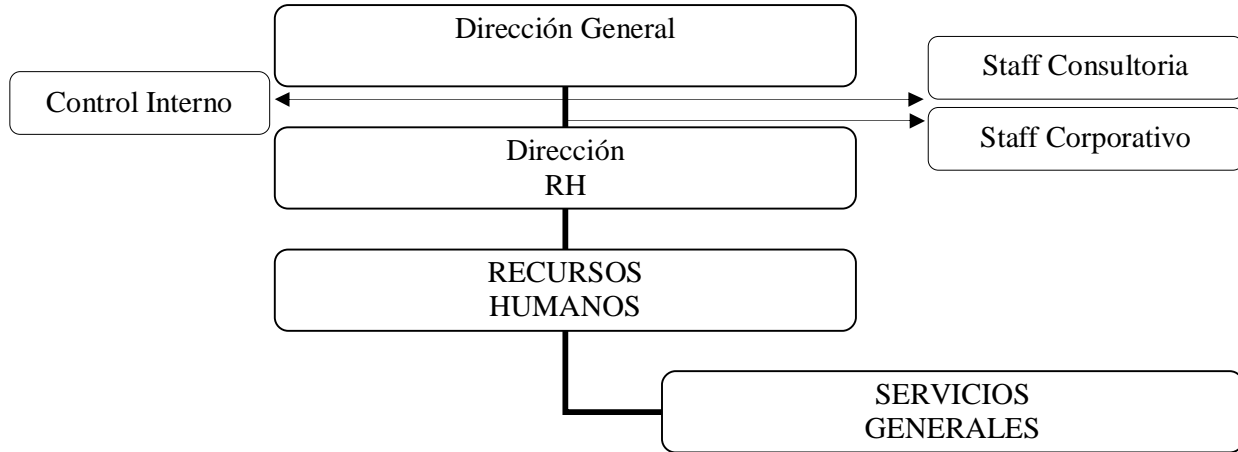 Dirección General
Staff Consultoria
Control Interno
Staff Corporativo
Dirección
RH
RECURSOS
HUMANOS
SERVICIOS
GENERALES